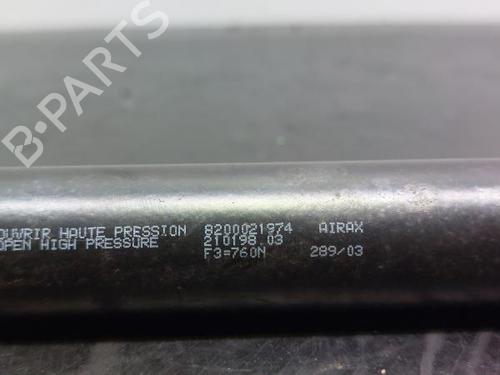 B-PARTS
OUVRIR HAUTE PRESSION 8200021974 AIRAX
OPEN HIGH PRESSURE 210198.03
F3=760N 289/03